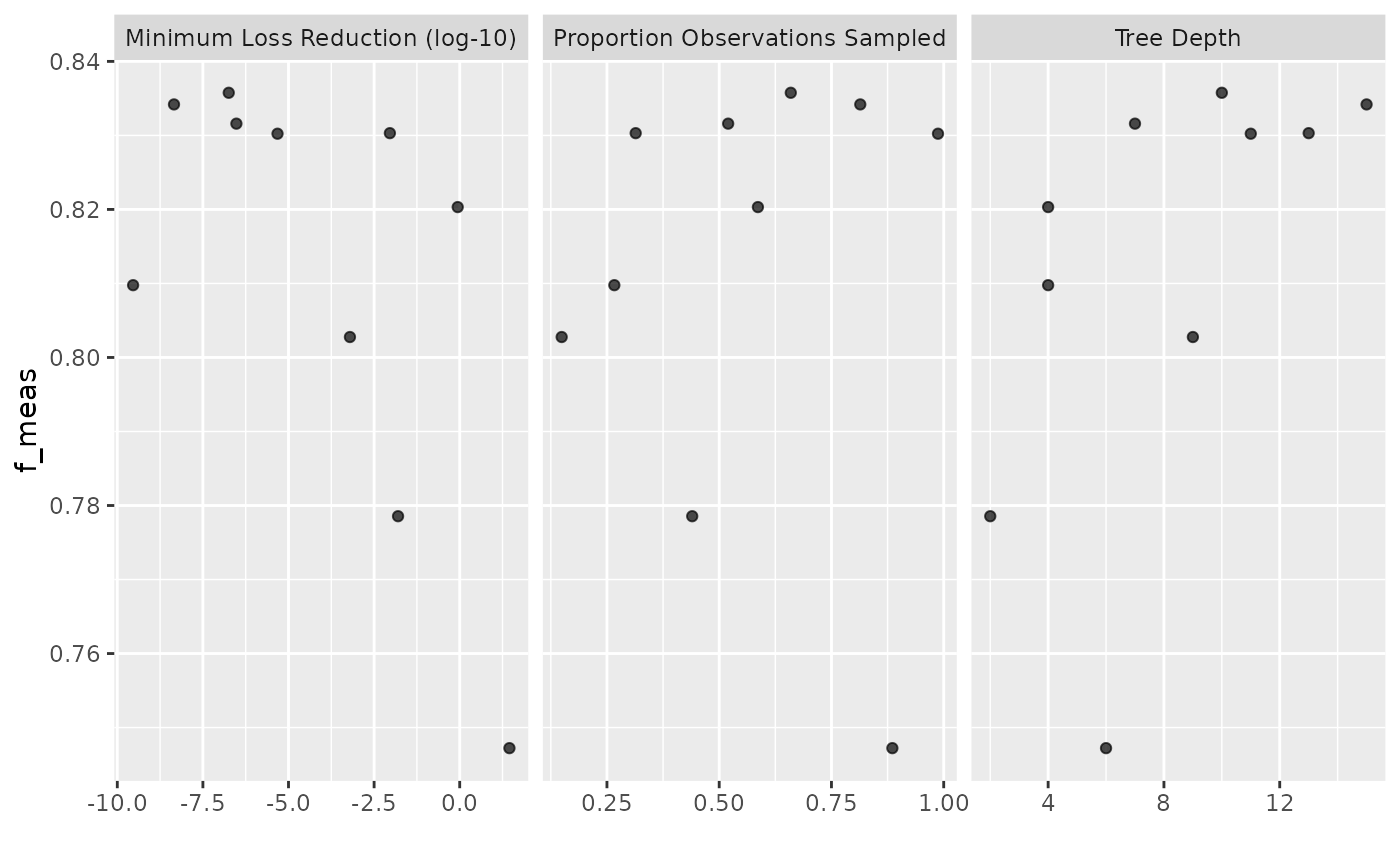 Minimum Loss Reduction (log-10) Proportion Observations Sampled Tree Depth
0.84
0.82
0.80
0.78
0.76
f_meas
-10.0 -7.5 -5.0 -2.5 0.0 0.25 0.50 0.75 1.00 4 8 12